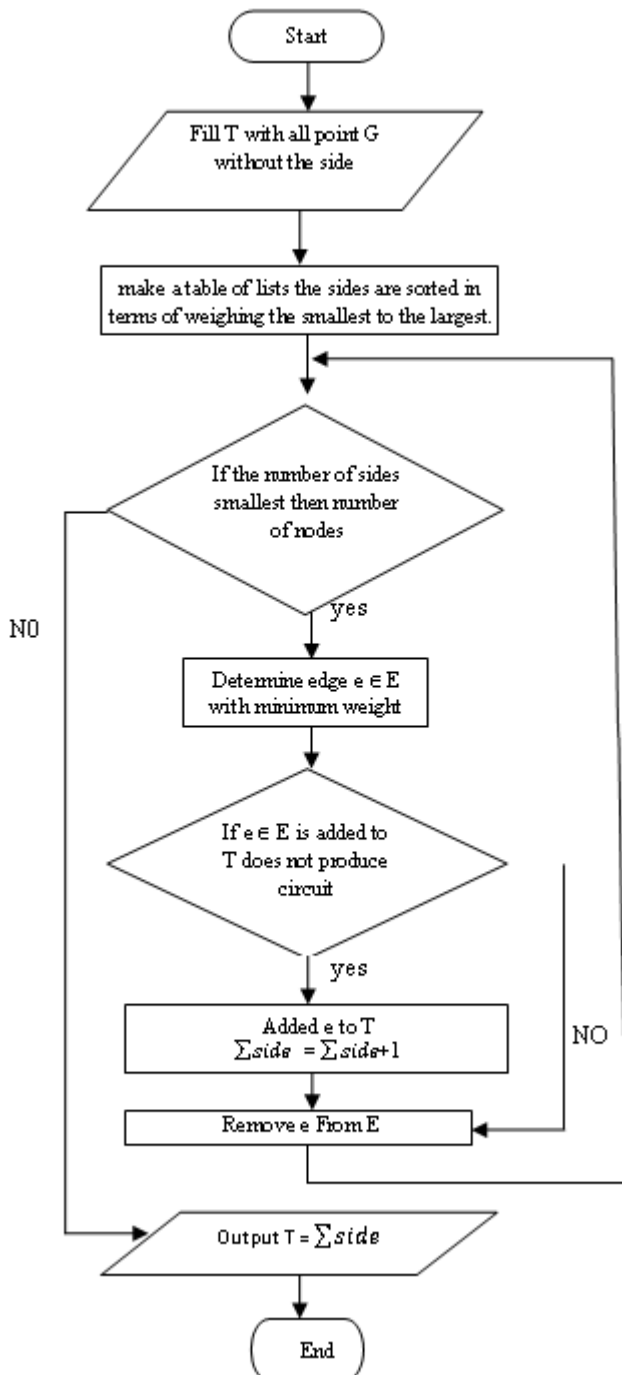 Start
Fill T with all point G
without the side
make a table of lists the sides are sorted in
terms of weighing the smallest to the largest.
If the number of sides
smallest then number
of nodes
yes
N0
Determine edge e ∈ E
with minimum weight
If e ∈ E is added to
T does not produce
circuit
yes
Added e to T
∑side = ∑side+1
NO
Remove e From E
Output T = ∑side
End